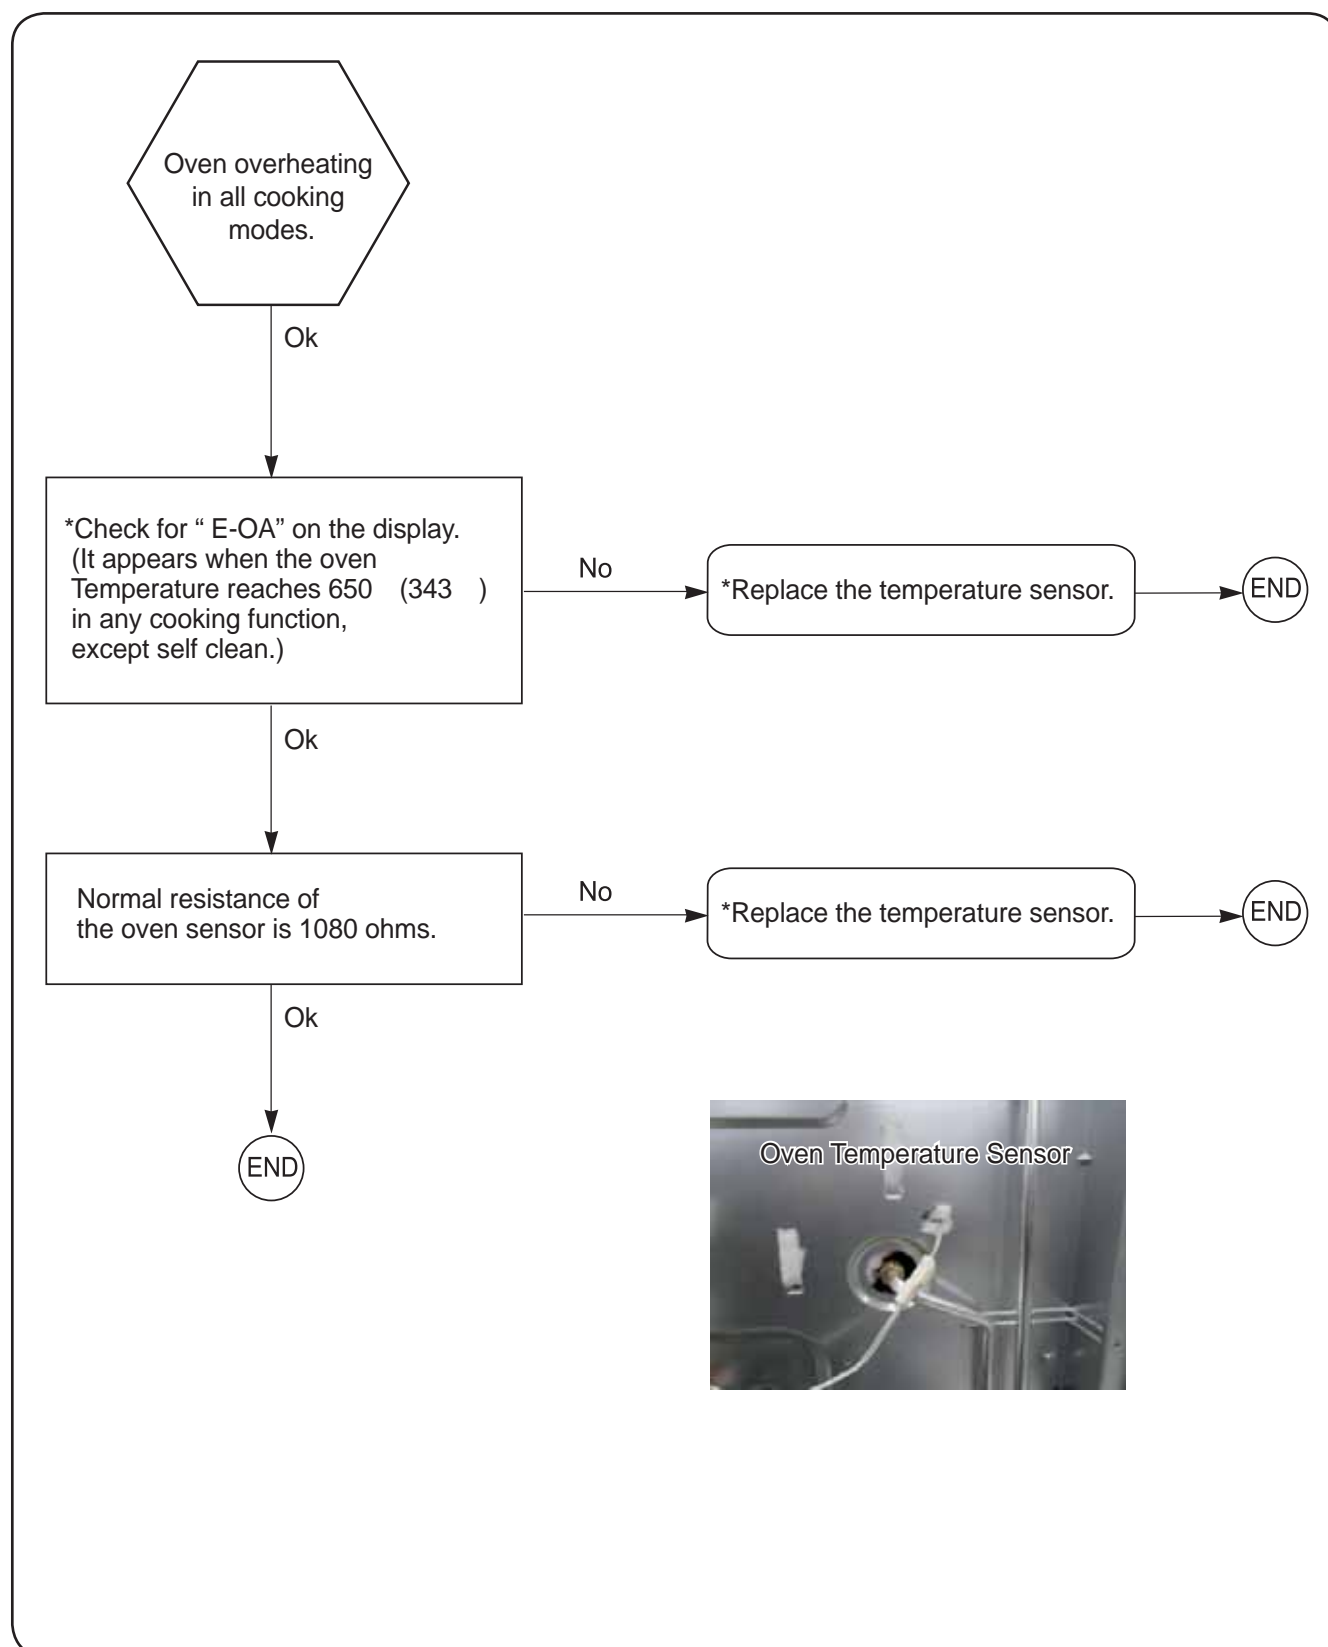 Oven overheating
in all cooking
modes.
Ok
*Check for “ E-OA” on the display.
(It appears when the oven
Temperature reaches 650 (343 )
in any cooking function,
except self clean.)
No
*Replace the temperature sensor.
END
Ok
Normal resistance of
the oven sensor is 1080 ohms.
No
*Replace the temperature sensor.
END
Ok
END
Oven Temperature Sensor